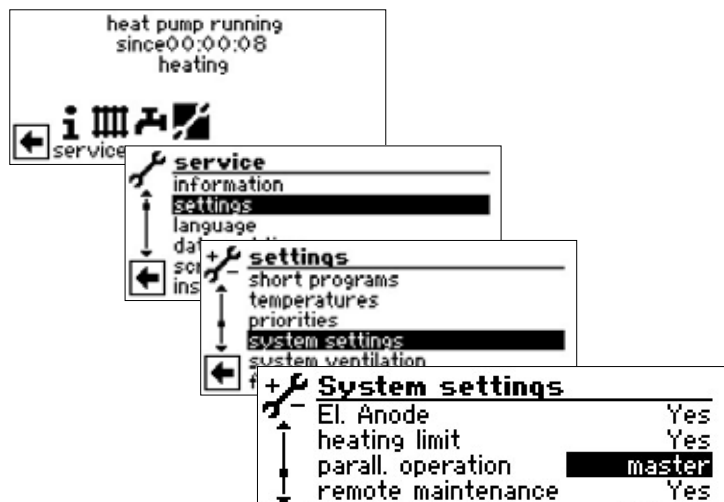 heat pump running
since00:00:08
heating
service
service
information
settings
language
settings
short programs
temperatures
priorities
system settings
system ventilation
System settings
El. Anode Yes
heating limit Yes
parall. operation master
remote maintenance Yes